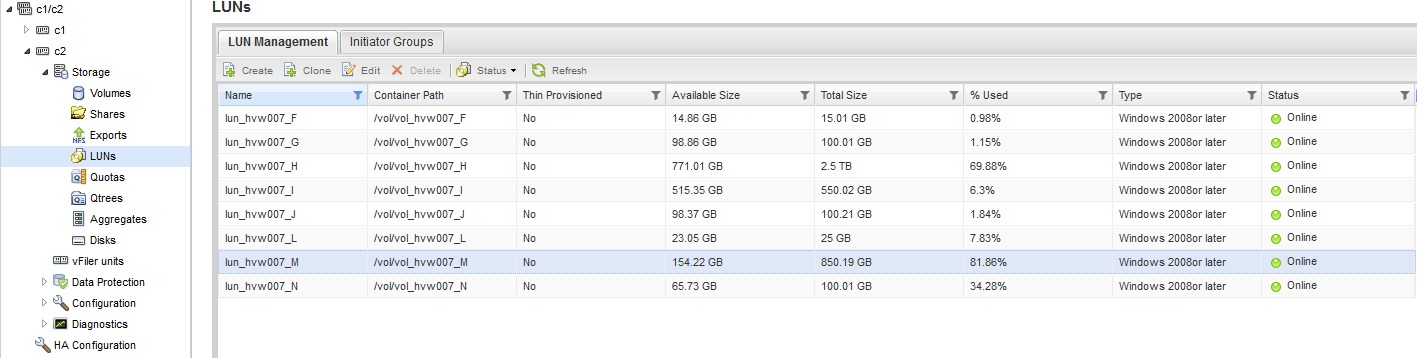 c1/c2
c1
c2
Storage
Volumes
Shares
NFS Exports
LUNs
Quotas
Qtrees
Aggregates
Disks
vFiler units
Data Protection
Configuration
Diagnostics
HA Configuration
LUNs
LUN Management Initiator Groups
Create Clone Edit Delete Status Refresh
Name Container Path Thin Provisioned Available Size Total Size % Used Type Status
lun_hvw007_F /vol/vol_hvw007_F No 14.86 GB 15.01 GB 0.98% Windows 2008or later Online
lun_hvw007_G /vol/vol_hvw007_G No 98.86 GB 100.01 GB 1.15% Windows 2008or later Online
lun_hvw007_H /vol/vol_hvw007_H No 771.01 GB 2.5 TB 69.88% Windows 2008or later Online
lun_hvw007_I /vol/vol_hvw007_I No 515.35 GB 550.02 GB 6.3% Windows 2008or later Online
lun_hvw007_J /vol/vol_hvw007_J No 98.37 GB 100.21 GB 1.84% Windows 2008or later Online
lun_hvw007_L /vol/vol_hvw007_L No 23.05 GB 25 GB 7.83% Windows 2008or later Online
lun_hvw007_M /vol/vol_hvw007_M No 154.22 GB 850.19 GB 81.86% Windows 2008or later Online
lun_hvw007_N /vol/vol_hvw007_N No 65.73 GB 100.01 GB 34.28% Windows 2008or later Online